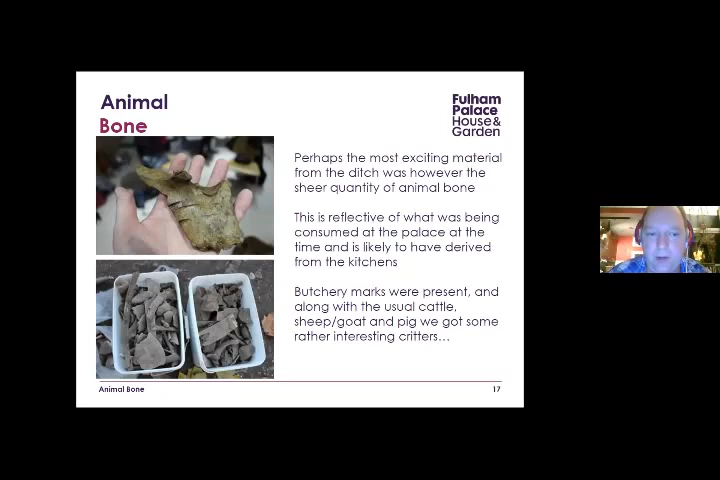 Animal
Bone
Fulham
Palace
House &
Garden
Perhaps the most exciting material
from the ditch was however the
sheer quantity of animal bone
This is reflective of what was being
consumed at the palace at the
time and is likely to have derived
from the kitchens
Butchery marks were present, and
along with the usual cattle,
sheep/goat and pig we got some
rather interesting critters…
Animal Bone
17